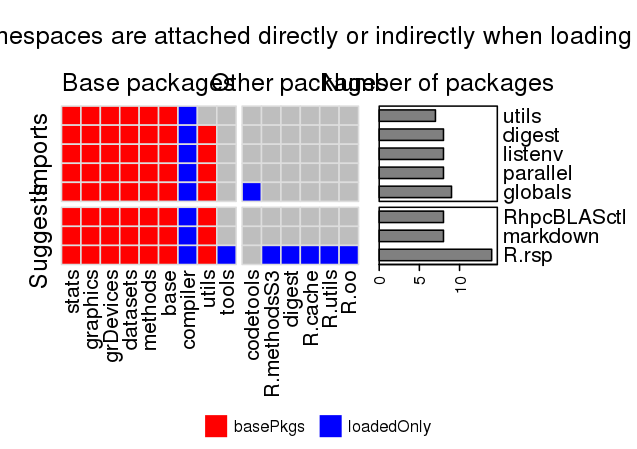 nespaces are attached directly or indirectly when loading
Base packages
Other packages
Number of packages
Imports
Suggests
utils
digest
listenv
parallel
globals
RhpcBLASctl
markdown
R.rsp
0
5
10
stats
graphics
grDevices
datasets
methods
base
compiler
utils
tools
codetools
R.methodsS3
digest
R.cache
R.utils
R.oo
basePkgs
loadedOnly